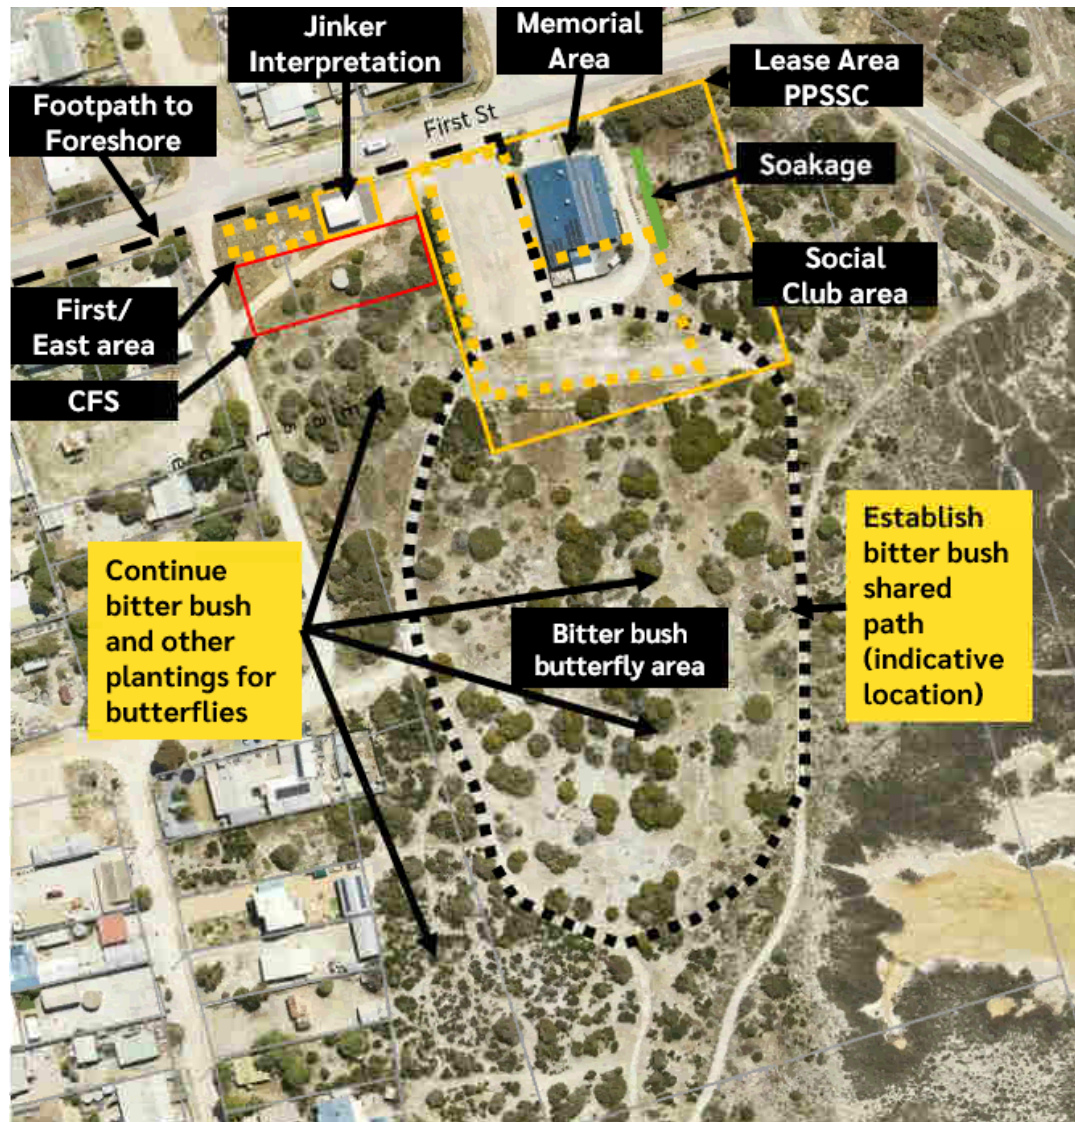 Jinker
Interpretation
Memorial
Area
Lease Area
PPSSC
Footpath to
Foreshore
First St
Soakage
Social
Club area
First/
East area
CFS
Establish
bitter bush
shared
path
(indicative
location)
Continue
bitter bush
and other
plantings for
butterflies
Bitter bush
butterfly area